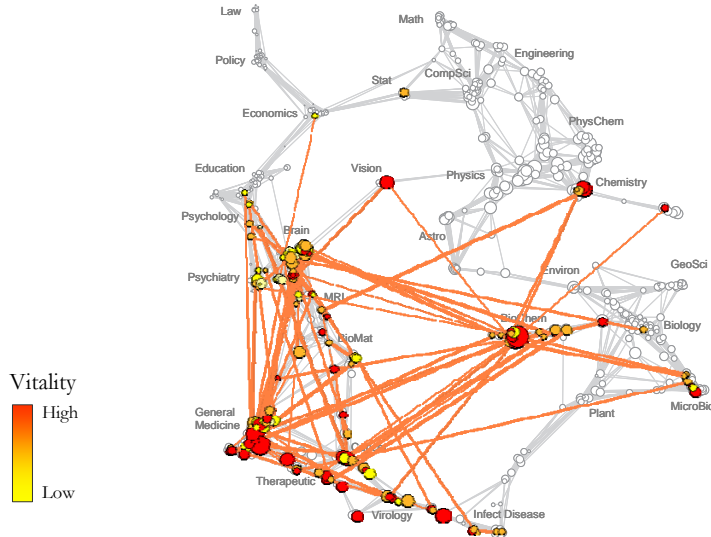 Law
Math
Policy
Engineering
Stat
CompSci
Economics
PhysChem
Education
Vision
Physics
Chemistry
Psychology
Brain
Astro
Psychiatry
Environ
GeoSci
MRI
BioChem
Biology
BioMat
Vitality
High
Low
General
Medicine
Plant
MicroBio
Therapeutic
Virology
Infect Disease